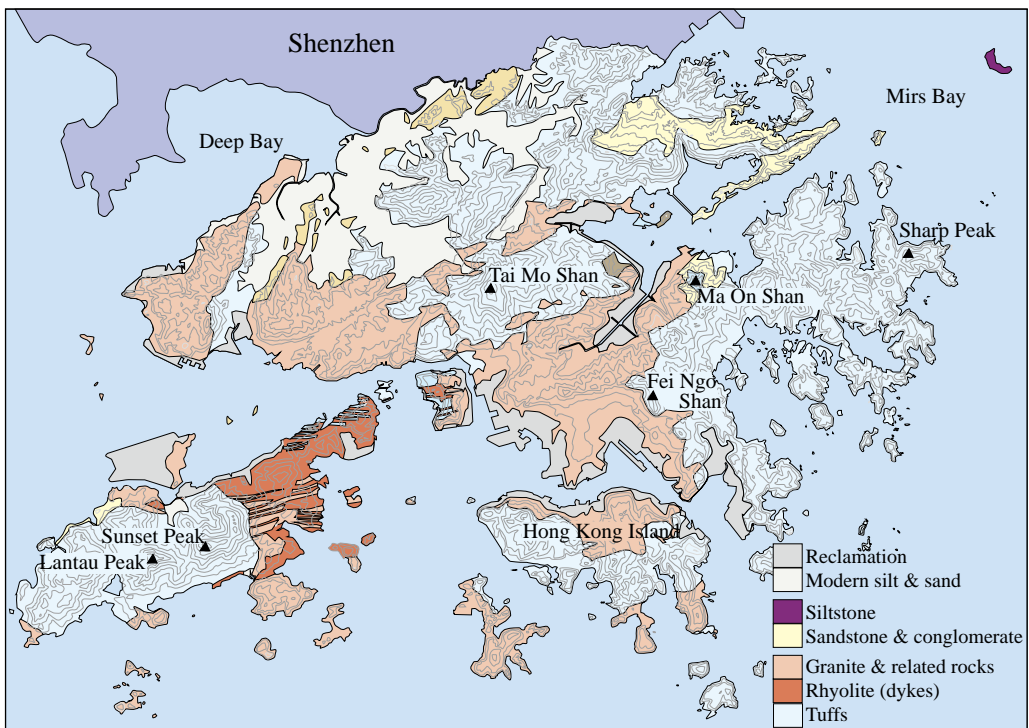 Shenzhen
Mirs Bay
Deep Bay
Sharp Peak
Tai Mo Shan
Ma On Shan
Fei Ngo
Shan
Hong Kong Island
Sunset Peak
Lantau Peak
Reclamation
Modern silt & sand
Siltstone
Sandstone & conglomerate
Granite & related rocks
Rhyolite (dykes)
Tuffs